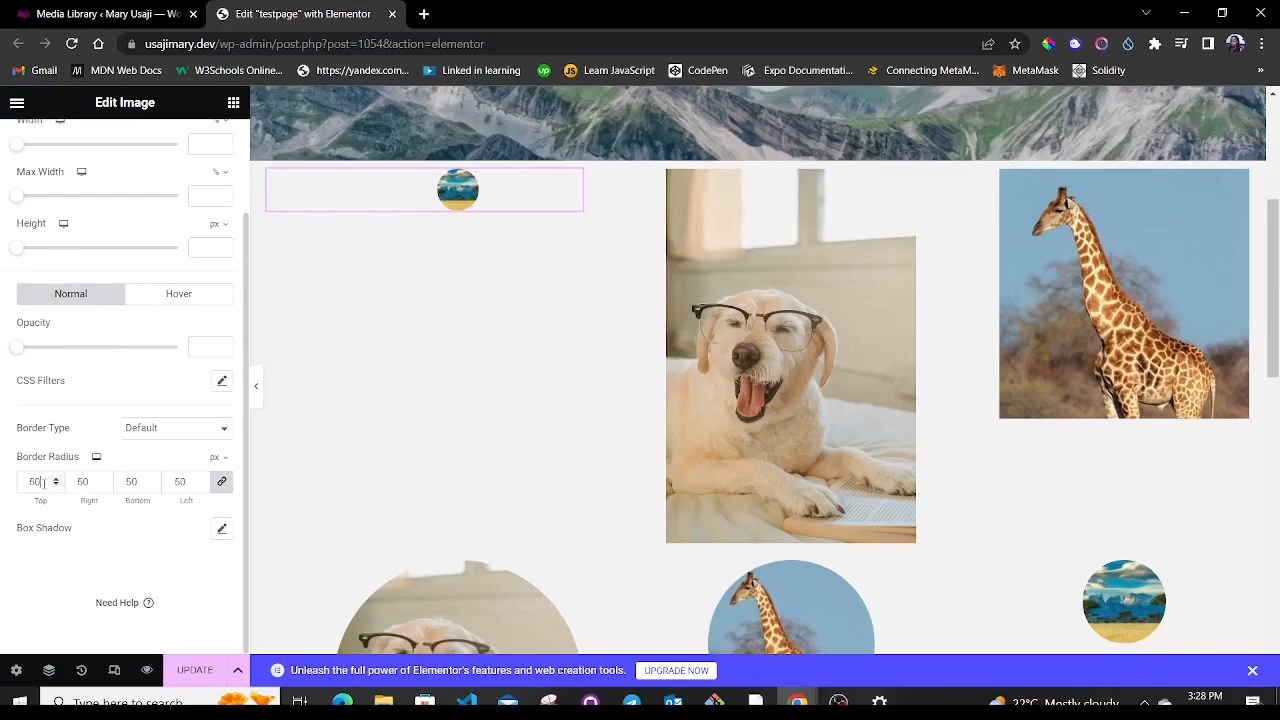 Media Library ‹ Mary Usaji — Wo
Edit "testpage" with Elementor
usajimary.dev/wp-admin/post.php?post=1054&action=elementor
Gmail
MDN Web Docs
W3Schools Online...
https://yandex.com...
Linked in learning
Learn JavaScript
CodePen
Expo Documentati...
Connecting MetaMa...
MetaMask
Solidity
»
Edit Image
Width
%
Max Width
%
Height
px
Normal
Hover
Opacity
CSS Filters
Border Type
Default
Border Radius
px
50
50
50
50
Top
Right
Bottom
Left
Box Shadow
Need Help
UPDATE
Unleash the full power of Elementor's features and web creation tools.
UPGRADE NOW
Type here to search
22°C Mostly cloudy
3:28 PM